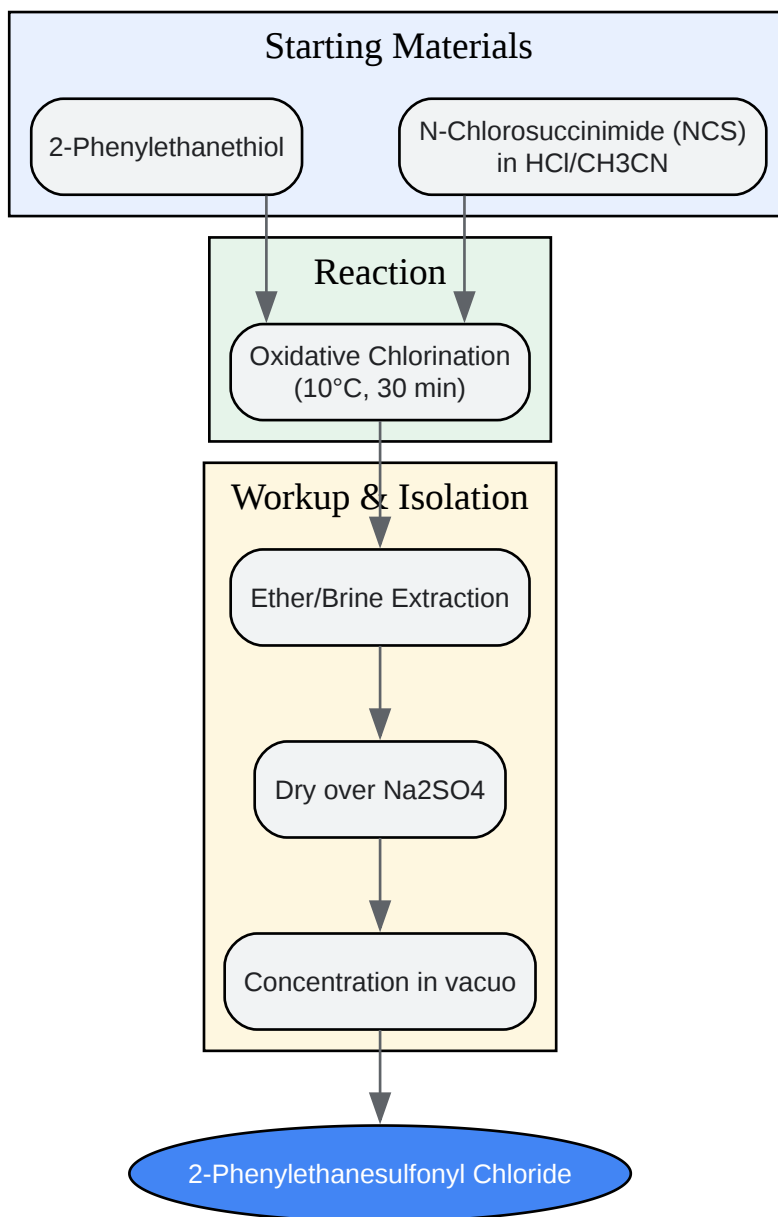 Starting Materials
2-Phenylethanethiol
N-Chlorosuccinimide (NCS)
in HCl/CH3CN
Reaction
Oxidative Chlorination
(10°C, 30 min)
Workup & Isolation
Ether/Brine Extraction
Dry over Na2SO4
Concentration in vacuo
2-Phenylethanesulfonyl Chloride